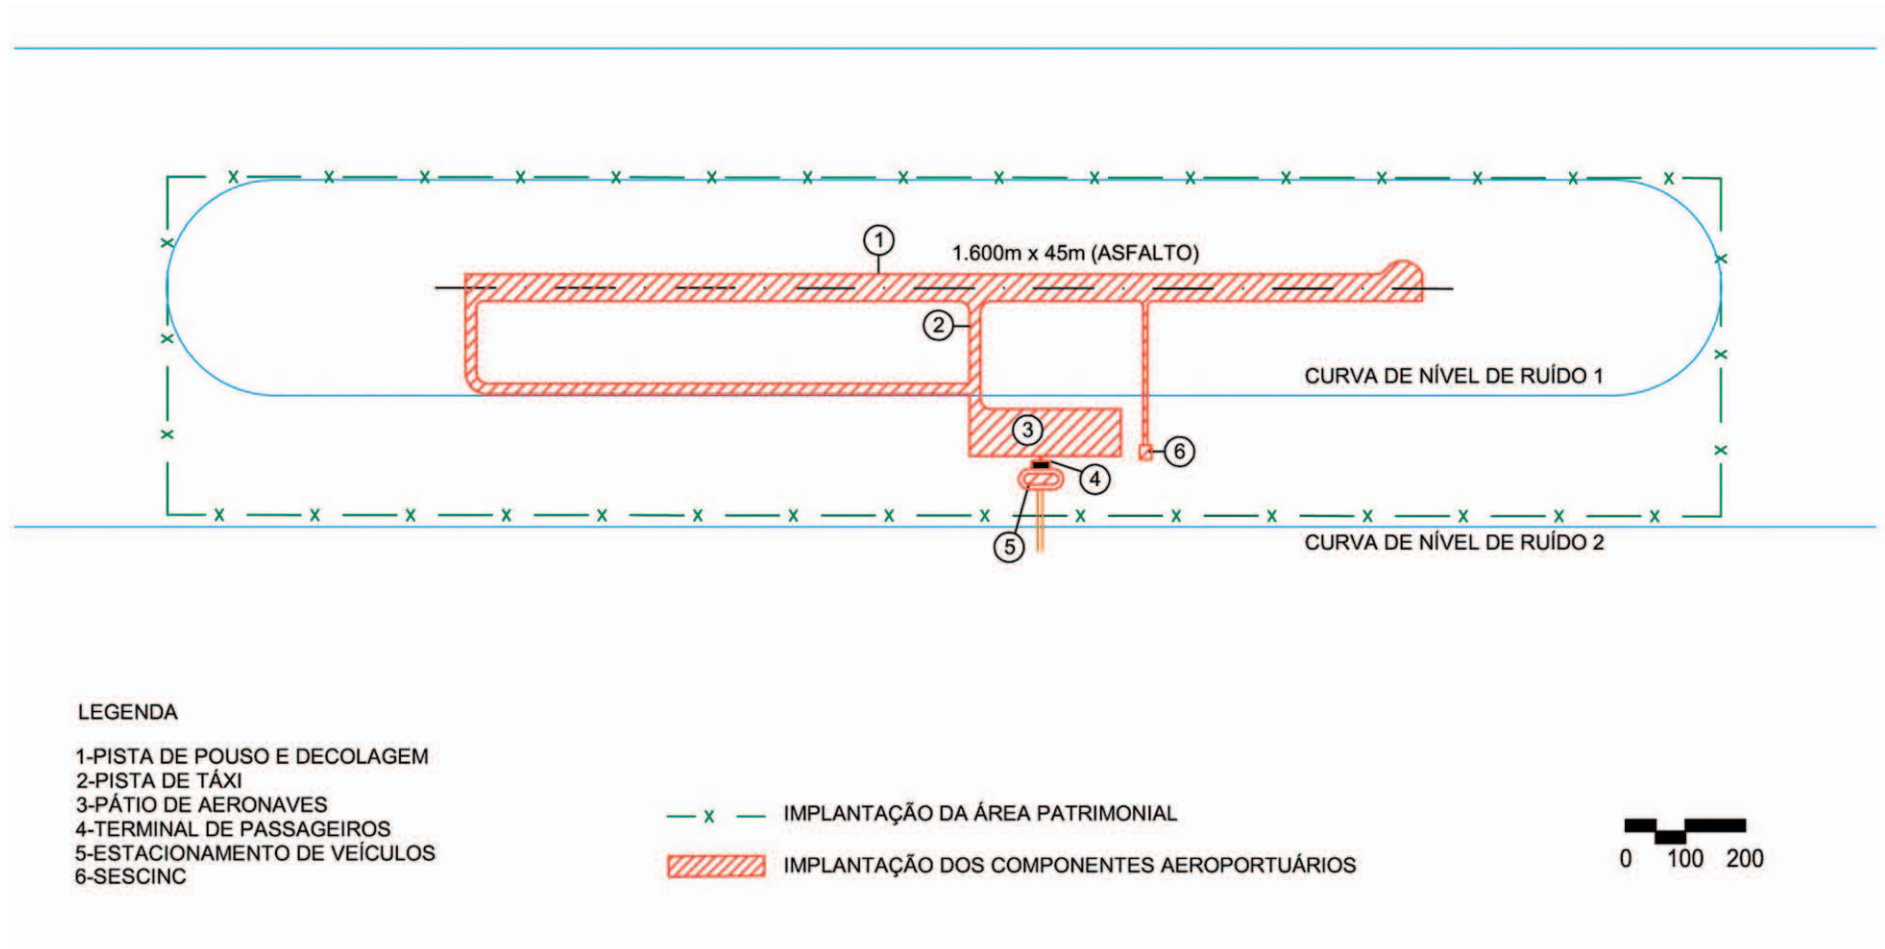 1
1.600m x 45m (ASFALTO)
2
CURVA DE NÍVEL DE RUÍDO 1
3
6
4
5
CURVA DE NÍVEL DE RUÍDO 2
LEGENDA
1-PISTA DE POUSO E DECOLAGEM
2-PISTA DE TÁXI
3-PÁTIO DE AERONAVES
4-TERMINAL DE PASSAGEIROS
5-ESTACIONAMENTO DE VEÍCULOS
6-SESCINC
x IMPLANTAÇÃO DA ÁREA PATRIMONIAL
IMPLANTAÇÃO DOS COMPONENTES AEROPORTUÁRIOS
0 100 200